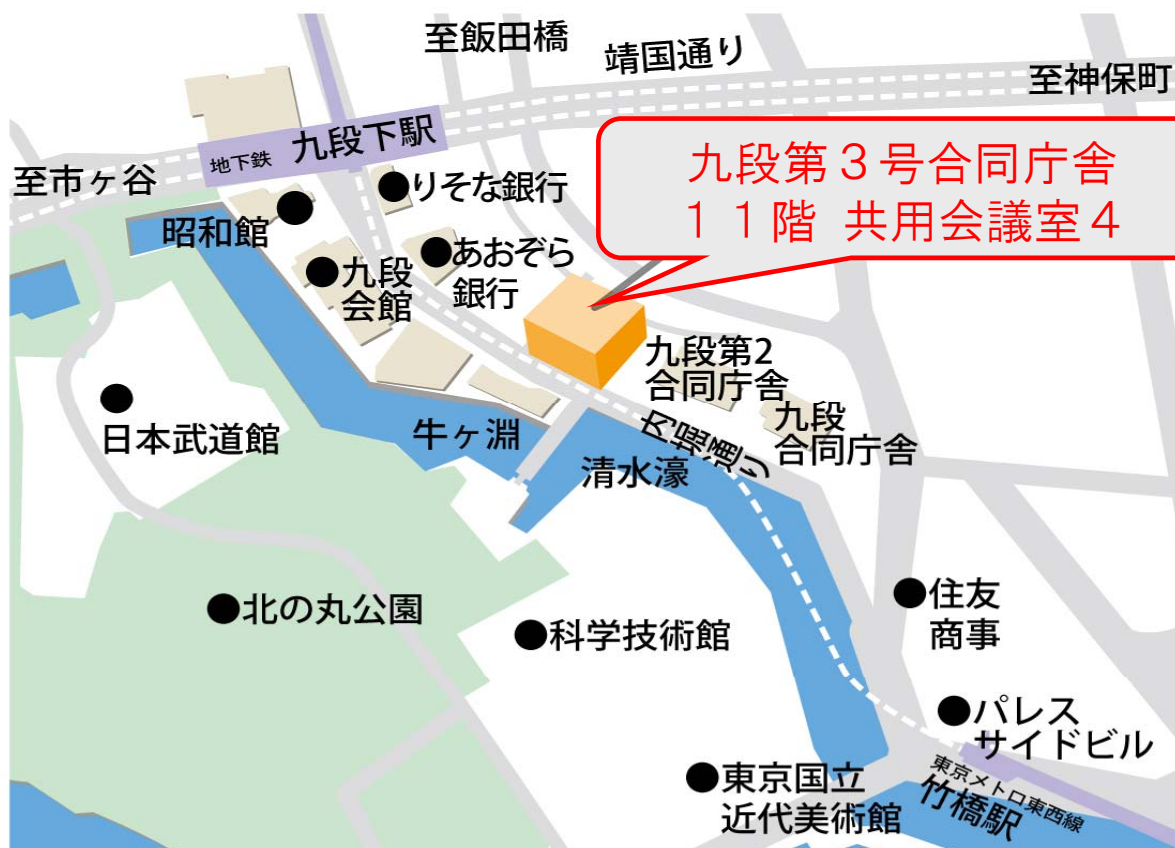 至飯田橋
靖国通り
至神保町
地下鉄 九段下駅
至市ヶ谷
九段第３号合同庁舎
１１階 共用会議室４
●りそな銀行
昭和館
●あおぞら
銀行
●九段
会館
九段第2
合同庁舎
九段
合同庁舎
日本武道館
牛ヶ淵
清水濠
内堀通り
●北の丸公園
●科学技術館
●住友
商事
●パレス
サイドビル
●東京国立
近代美術館
東京メトロ東西線
竹橋駅